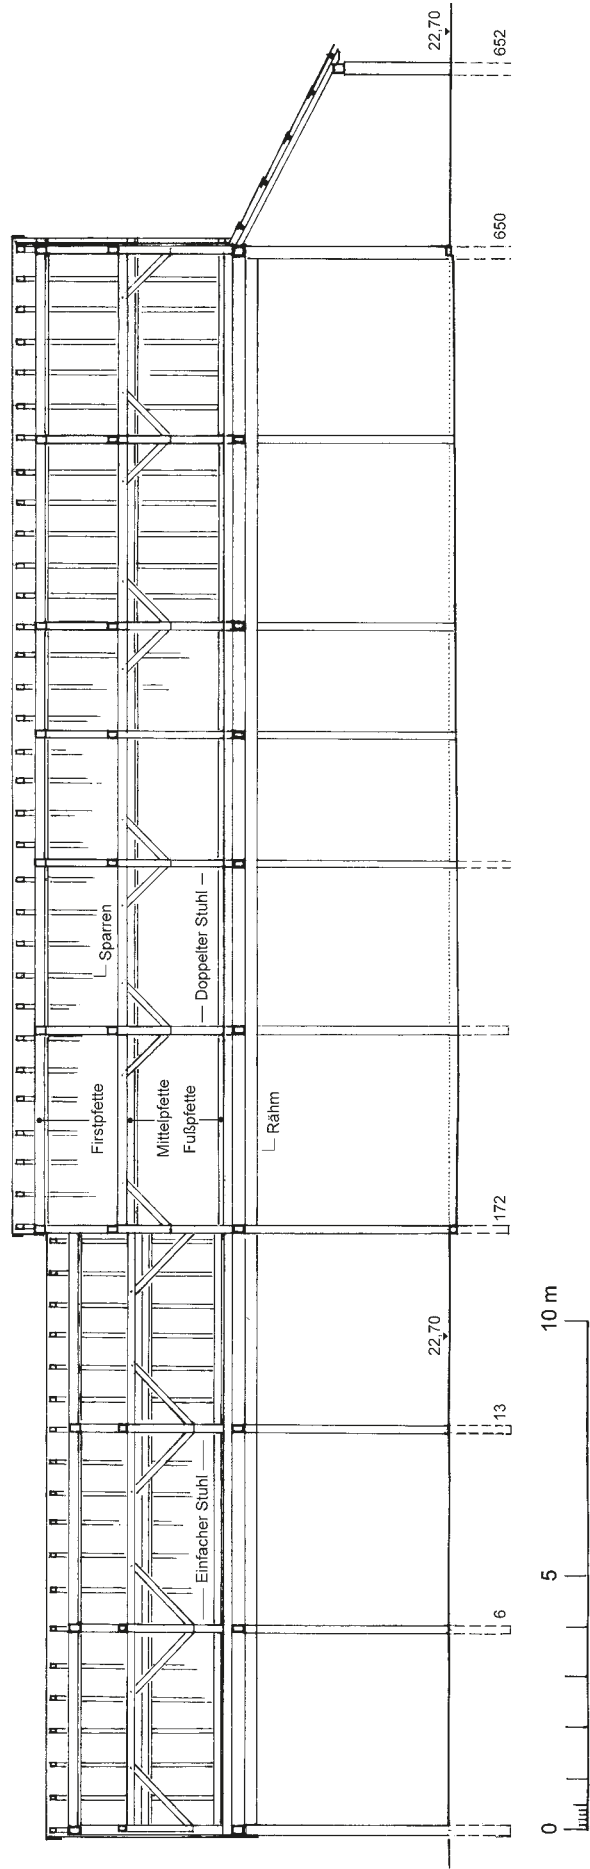 Firstpfette
Mittelpfette
Fußpfette
Sparren
Doppelter Stuhl
Einfacher Stuhl
Rähm
22,70
22,70
6
13
172
650
652
0
5
10 m